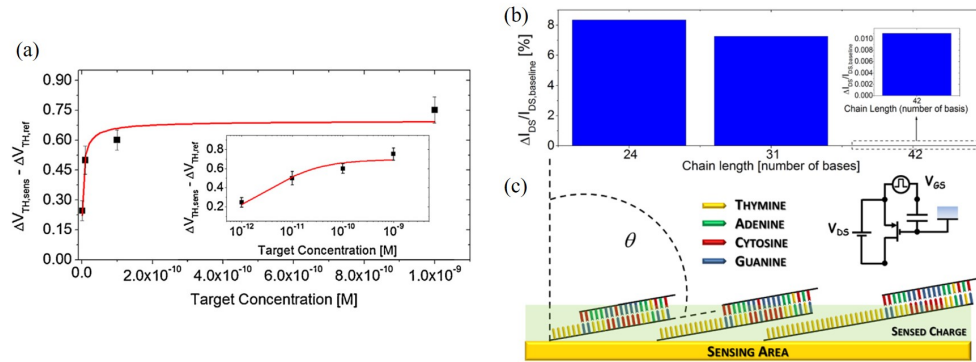 (a)
ΔV_TH,sens - ΔV_TH,ref
0.90
0.75
0.60
0.45
0.30
0.15
0.00
0.0
2.0x10⁻¹⁰
4.0x10⁻¹⁰
6.0x10⁻¹⁰
8.0x10⁻¹⁰
1.0x10⁻⁹
Target Concentration [M]
ΔV_TH,sens - ΔV_TH,ref
0.8
0.6
0.4
0.2
10⁻¹²
10⁻¹¹
10⁻¹⁰
10⁻⁹
Target Concentration [M]
(b)
ΔI_DS/I_DS,baseline [%]
8
6
4
2
0
24
31
42
Chain length [number of bases]
ΔI_DS/I_DS,baseline
0.010
0.008
0.006
0.004
0.002
0.000
42
Chain Length (number of basis)
(c)
θ
THYMINE
ADENINE
CYTOSINE
GUANINE
V_GS
V_DS
SENSED CHARGE
SENSING AREA